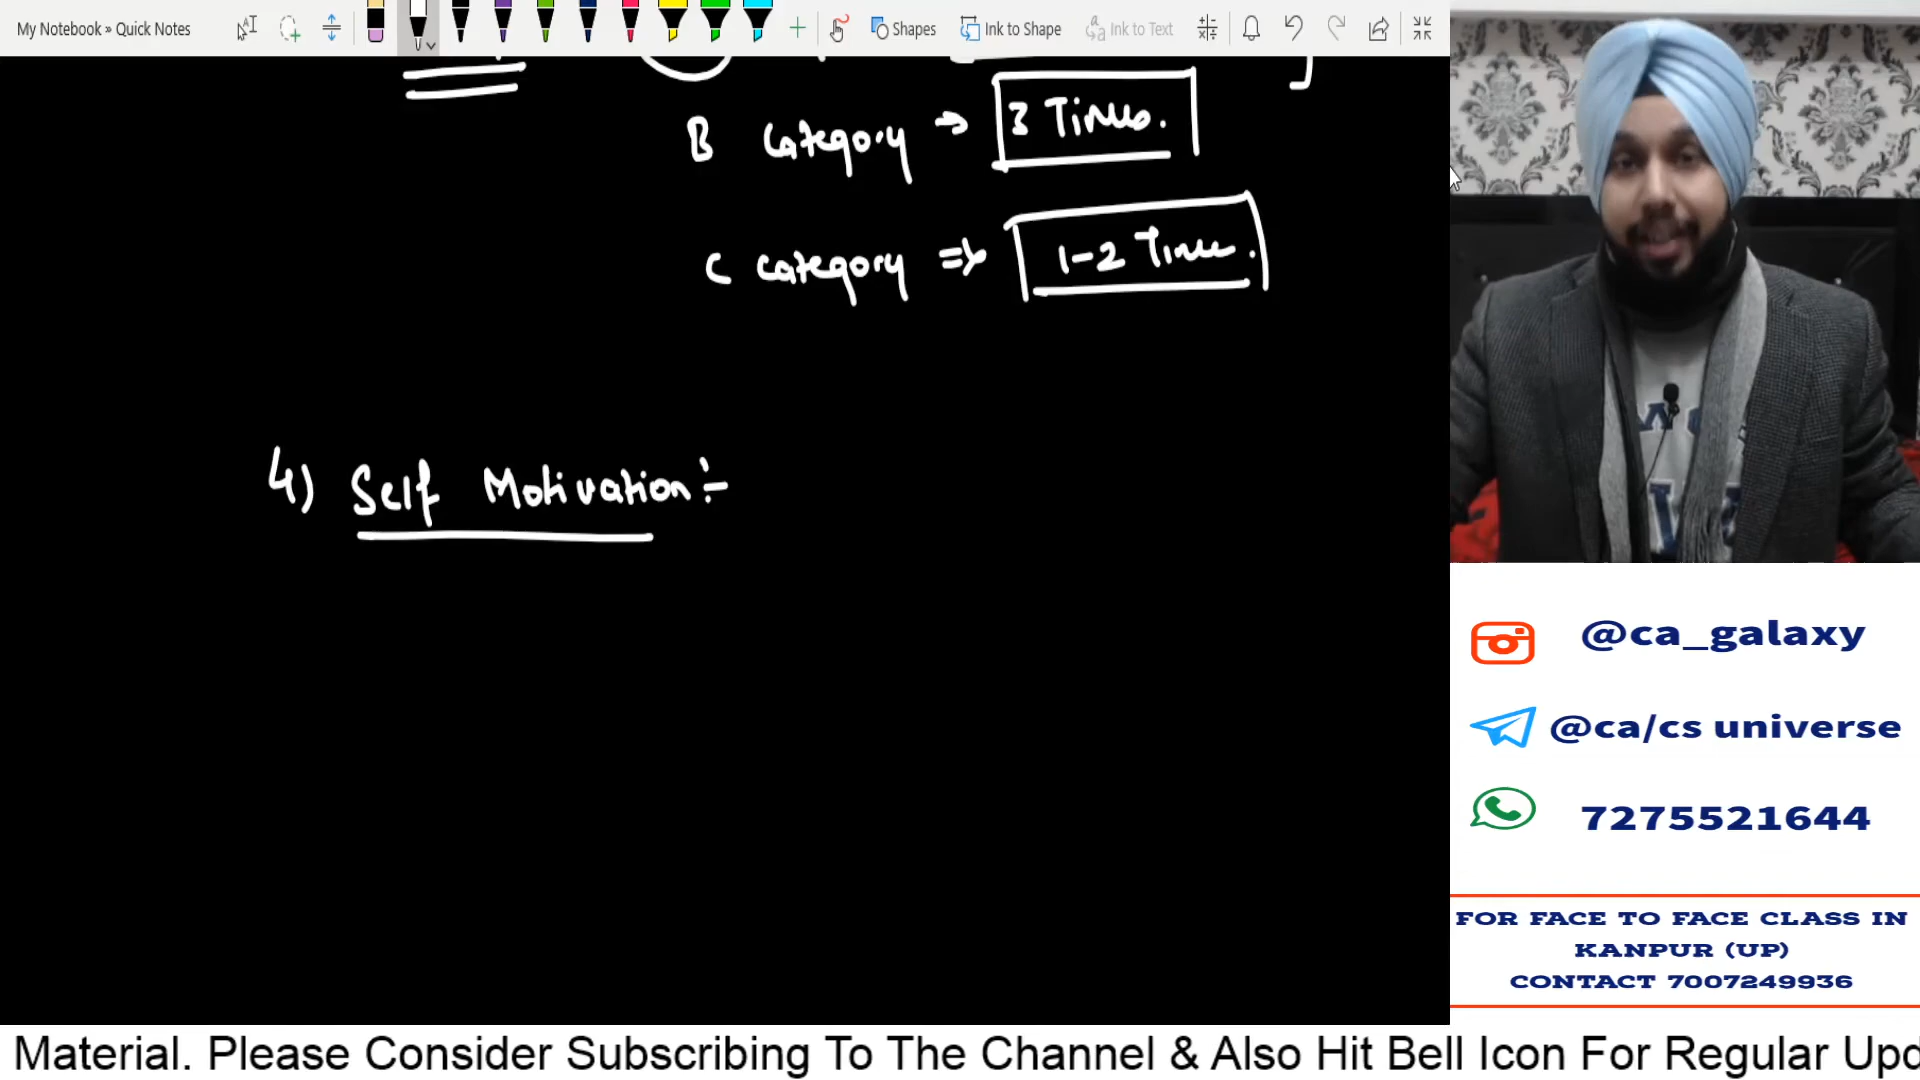 My Notebook » Quick Notes
Shapes
Ink to Shape
Ink to Text
B Category → 3 Times.
C Category ⇒ 1-2 Times.
4) Self Motivation :-
@ca_galaxy
@ca/cs universe
7275521644
FOR FACE TO FACE CLASS IN
KANPUR (UP)
CONTACT 7007249936
Material. Please Consider Subscribing To The Channel & Also Hit Bell Icon For Regular Upd